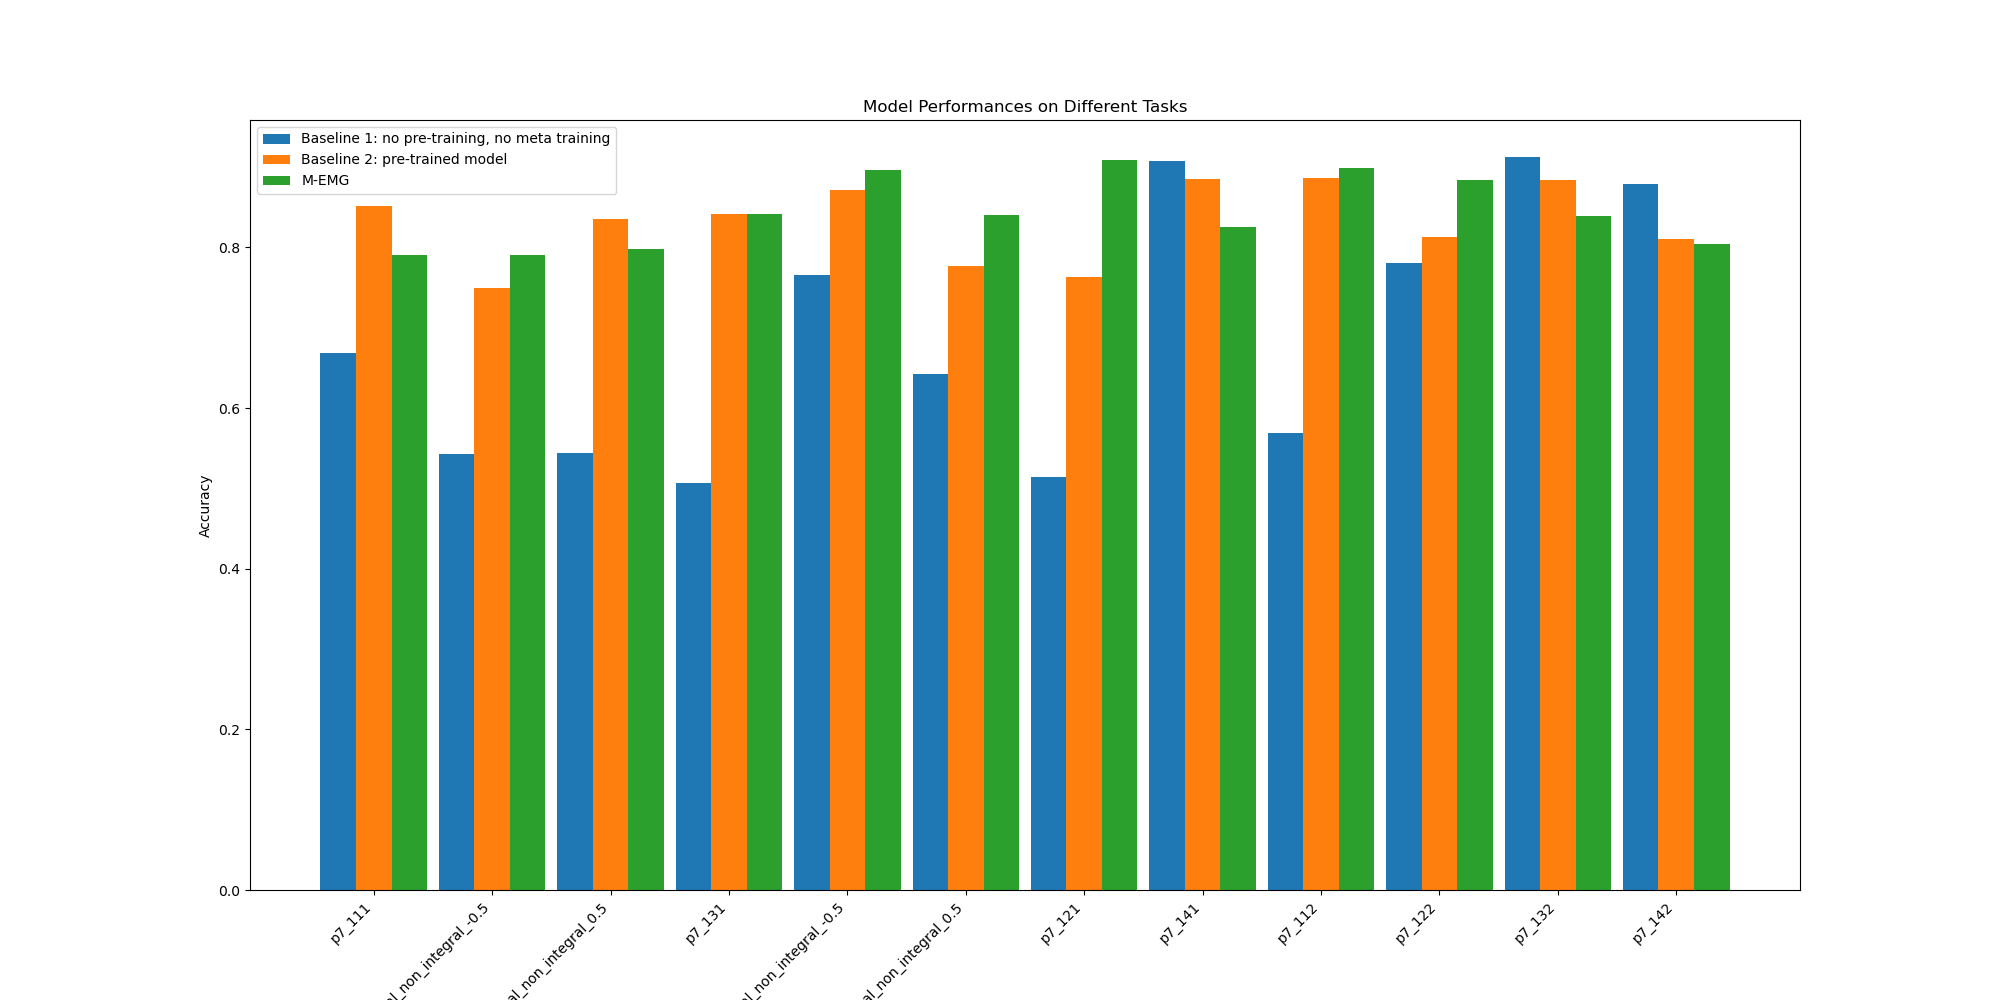 Model Performances on Different Tasks
Baseline 1: no pre-training, no meta training
Baseline 2: pre-trained model
M-EMG
Accuracy
0.8
0.6
0.4
0.2
0.0
p7_111
al_non_integral_-0.5
al_non_integral_0.5
p7_131
al_non_integral_-0.5
al_non_integral_0.5
p7_121
p7_141
p7_112
p7_122
p7_132
p7_142